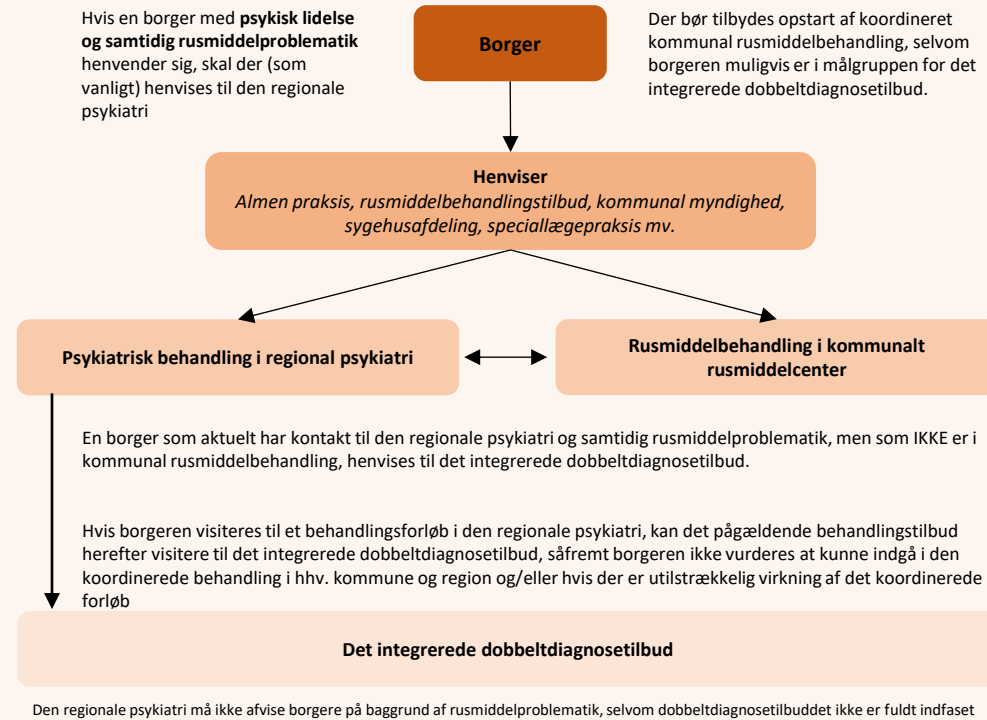 Hvis en borger med psykisk lidelse
og samtidig rusmiddelproblematik
henvender sig, skal der (som
vanligt) henvises til den regionale
psykiatri
Borger
Der bør tilbydes opstart af koordineret
kommunal rusmiddelbehandling, selvom
borgeren muligvis er i målgruppen for det
integrerede dobbeltdiagnosetilbud.
Henviser
Almen praksis, rusmiddelbehandlingstilbud, kommunal myndighed,
sygehusafdeling, speciallægepraksis mv.
Psykiatrisk behandling i regional psykiatri
Rusmiddelbehandling i kommunalt
rusmiddelcenter
En borger som aktuelt har kontakt til den regionale psykiatri og samtidig rusmiddelproblematik, men som IKKE er i
kommunal rusmiddelbehandling, henvises til det integrerede dobbeltdiagnosetilbud.
Hvis borgeren visiteres til et behandlingsforløb i den regionale psykiatri, kan det pågældende behandlingstilbud
herefter visitere til det integrerede dobbeltdiagnosetilbud, såfremt borgeren ikke vurderes at kunne indgå i den
koordinerede behandling i hhv. kommune og region og/eller hvis der er utilstrækkelig virkning af det koordinerede
forløb
Det integrerede dobbeltdiagnosetilbud
Den regionale psykiatri må ikke afvise borgere på baggrund af rusmiddelproblematik, selvom dobbeltdiagnosetilbuddet ikke er fuldt indfaset